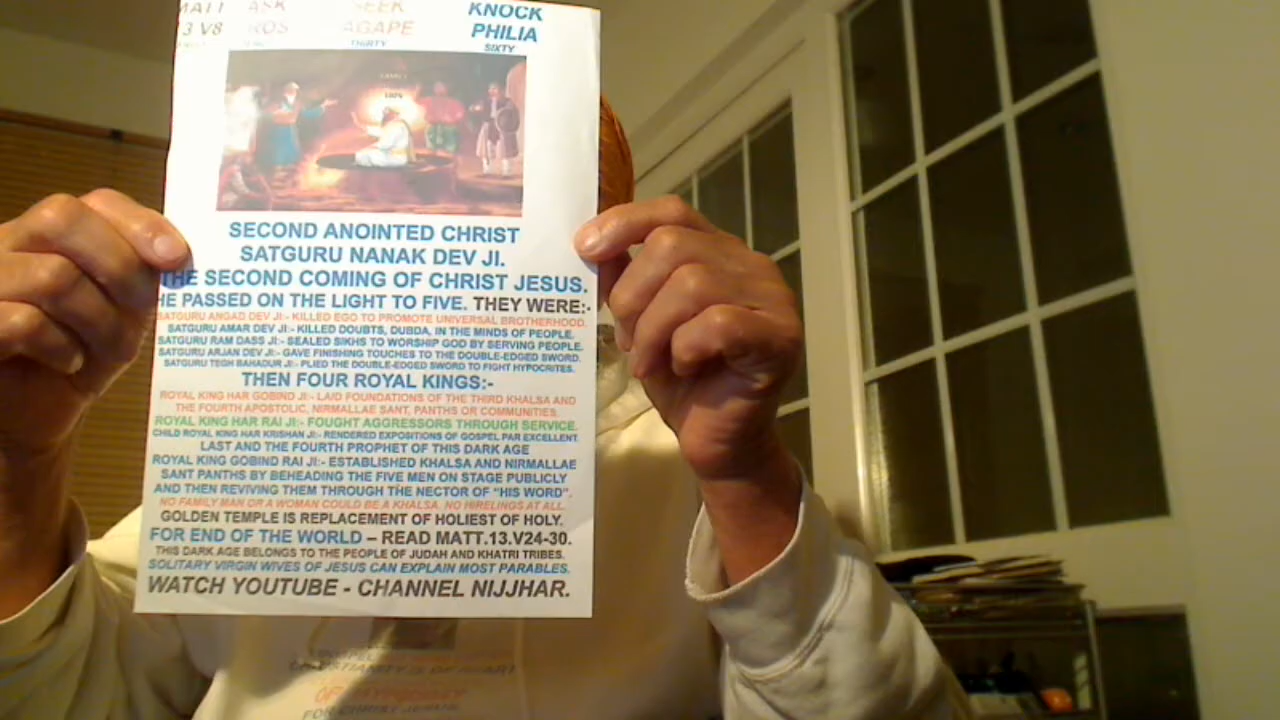 MATT ASK SEEK KNOCK
13 V8 EROS AGAPE PHILIA
THIRTY SIXTY
100%
SECOND ANOINTED CHRIST
SATGURU NANAK DEV JI.
THE SECOND COMING OF CHRIST JESUS.
HE PASSED ON THE LIGHT TO FIVE. THEY WERE:-
SATGURU ANGAD DEV JI:- KILLED EGO TO PROMOTE UNIVERSAL BROTHERHOOD.
SATGURU AMAR DEV JI:- KILLED DOUBTS, DUBDA, IN THE MINDS OF PEOPLE.
SATGURU RAM DASS JI:- SEALED SIKHS TO WORSHIP GOD BY SERVING PEOPLE.
SATGURU ARJAN DEV JI:- GAVE FINISHING TOUCHES TO THE DOUBLE-EDGED SWORD.
SATGURU TEGH BAHADUR JI:- PLIED THE DOUBLE-EDGED SWORD TO FIGHT HYPOCRITES.
THEN FOUR ROYAL KINGS:-
ROYAL KING HAR GOBIND JI:- LAID FOUNDATIONS OF THE THIRD KHALSA AND
THE FOURTH APOSTOLIC, NIRMALLAE SANT, PANTHS OR COMMUNITIES.
ROYAL KING HAR RAI JI:- FOUGHT AGGRESSORS THROUGH SERVICE.
CHILD ROYAL KING HAR KRISHAN JI:- RENDERED EXPOSITIONS OF GOSPEL PAR EXCELLENT.
LAST AND THE FOURTH PROPHET OF THIS DARK AGE
ROYAL KING GOBIND RAI JI:- ESTABLISHED KHALSA AND NIRMALLAE
SANT PANTHS BY BEHEADING THE FIVE MEN ON STAGE PUBLICLY
AND THEN REVIVING THEM THROUGH THE NECTOR OF "HIS WORD".
NO FAMILY MAN OR A WOMAN COULD BE A KHALSA. NO HIRELINGS AT ALL.
GOLDEN TEMPLE IS REPLACEMENT OF HOLIEST OF HOLY.
FOR END OF THE WORLD – READ MATT.13.V24-30.
THIS DARK AGE BELONGS TO THE PEOPLE OF JUDAH AND KHATRI TRIBES.
SOLITARY VIRGIN WIVES OF JESUS CAN EXPLAIN MOST PARABLES.
WATCH YOUTUBE - CHANNEL NIJJHAR.
CHRISTIANITY IS OF HEART
OF HYPOCRISY
FOR CHRIST JESUS